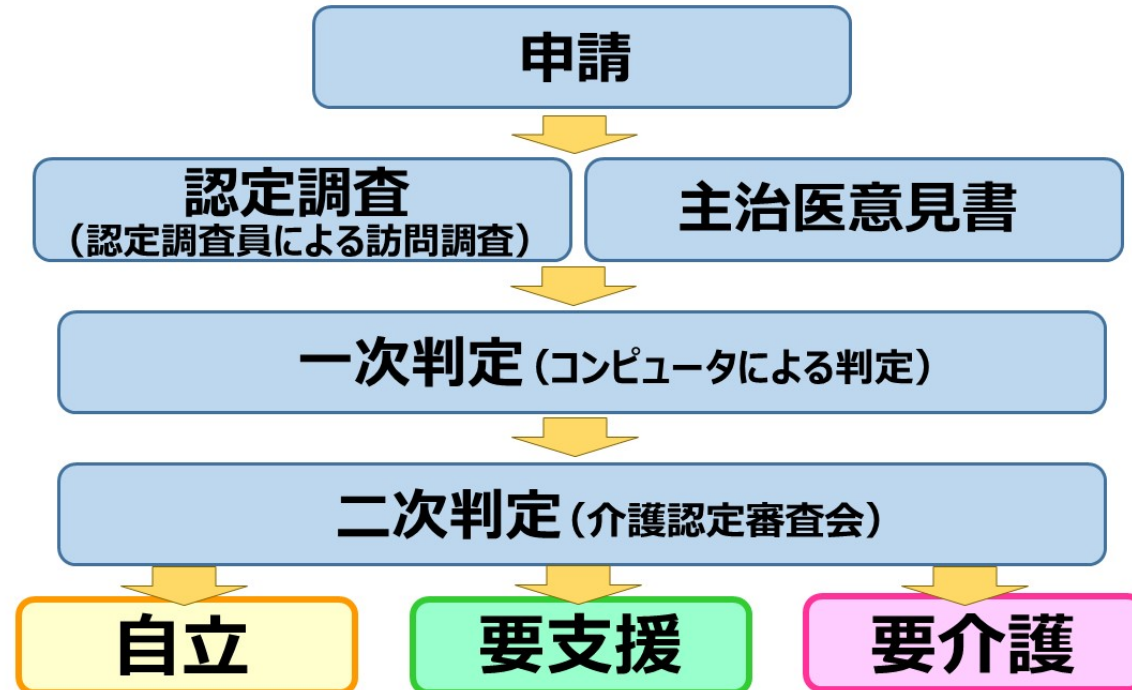 申請
認定調査
（認定調査員による訪問調査）
主治医意見書
一次判定（コンピュータによる判定）
二次判定（介護認定審査会）
自立
要支援
要介護